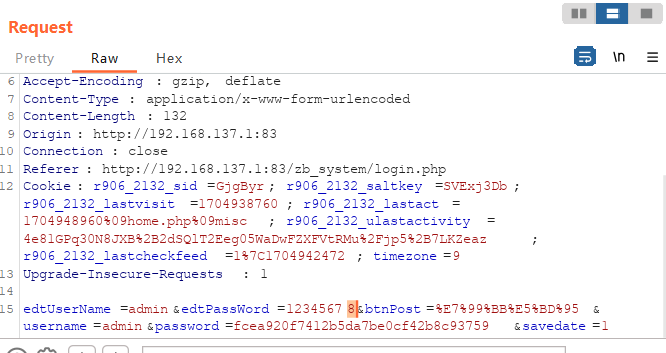 Request
Pretty Raw Hex
\n
6 Accept-Encoding : gzip, deflate
7 Content-Type : application/x-www-form-urlencoded
8 Content-Length : 132
9 Origin : http://192.168.137.1:83
10 Connection : close
11 Referer : http://192.168.137.1:83/zb_system/login.php
12 Cookie : r906_2132_sid =GjgByr ; r906_2132_saltkey =SVExj3Db ;
r906_2132_lastvisit =1704938760 ; r906_2132_lastact =
1704948960%09home.php%09misc ; r906_2132_ulastactivity =
4e81GPq30N8JXB%2B2dSQlT2Eeg05WaDwFZXFVtRMu%2Fjp5%2B7LKZeaz ;
r906_2132_lastcheckfeed =1%7C1704942472 ; timezone =9
13 Upgrade-Insecure-Requests : 1
14
15 edtUserName =admin &edtPassWord =1234567 8&btnPost =%E7%99%BB%E5%BD%95 &
username =admin &password =fcea920f7412b5da7be0cf42b8c93759 &savedate =1